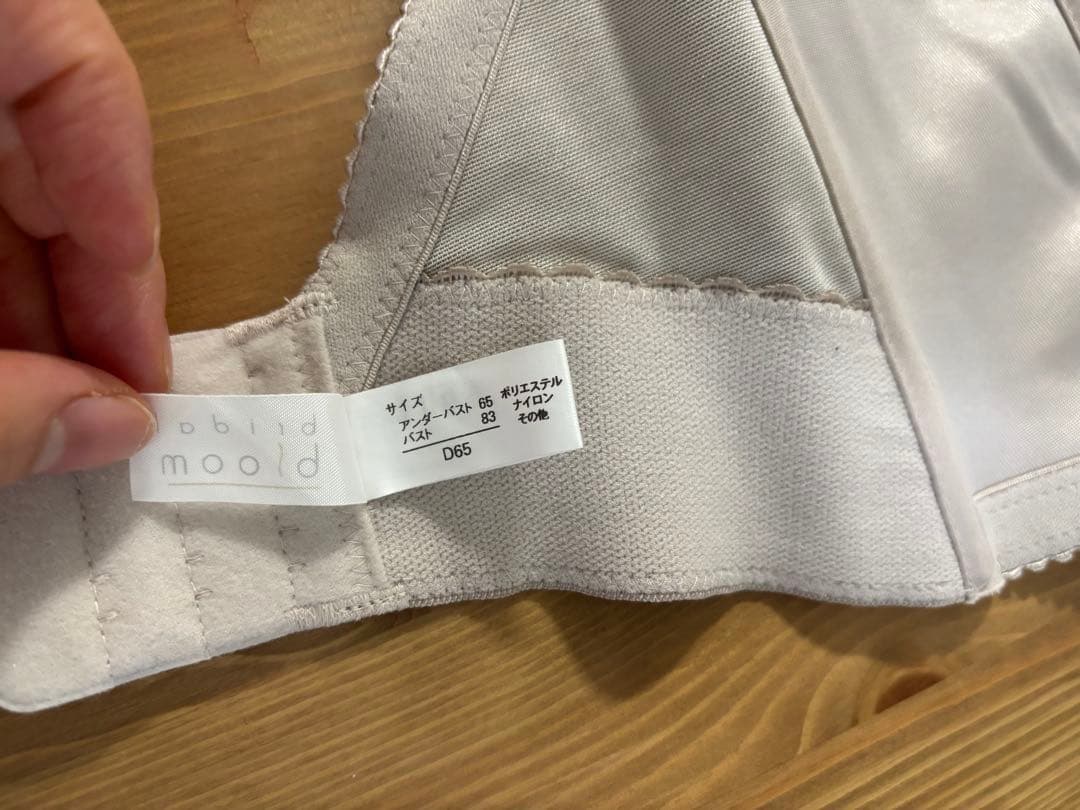 bridal
bloom
サイズ
アンダーバスト 65
バスト 83
D65
ポリエステル
ナイロン
その他